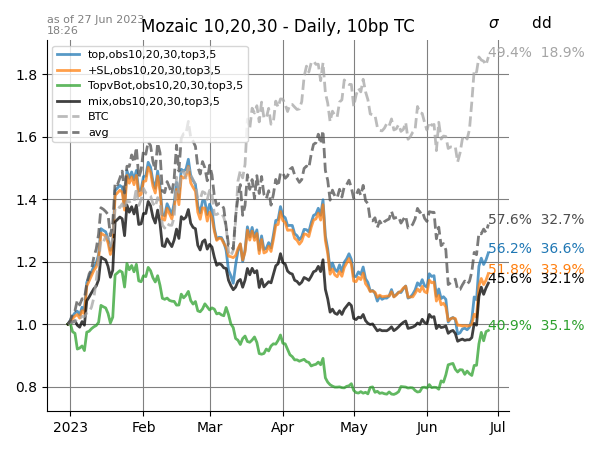 as of 27 Jun 2023
18:26
Mozaic 10,20,30 - Daily, 10bp TC
σ dd
top,obs10,20,30,top3,5
+SL,obs10,20,30,top3,5
TopvBot,obs10,20,30,top3,5
mix,obs10,20,30,top3,5
BTC
avg
49.4% 18.9%
57.6% 32.7%
56.2% 36.6%
51.8% 33.9%
45.6% 32.1%
40.9% 35.1%
1.8
1.6
1.4
1.2
1.0
0.8
2023 Feb Mar Apr May Jun Jul